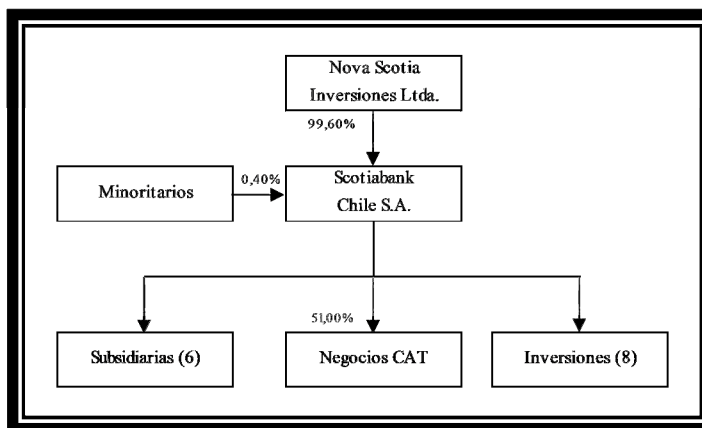 Nova Scotia
Inversiones Ltda.
99,60%
Minoritarios
0,40%
Scotiabank
Chile S.A.
51,00%
Subsidiarias (6)
Negocios CAT
Inversiones (8)